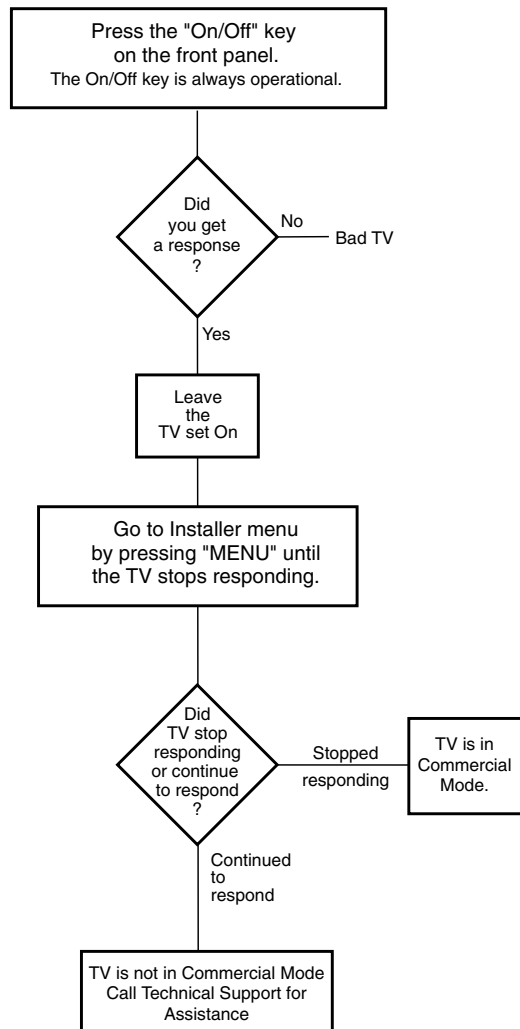 Press the "On/Off" key
on the front panel.
The On/Off key is always operational.
Did
you get
a response
?
No
Bad TV
Yes
Leave
the
TV set On
Go to Installer menu
by pressing "MENU" until
the TV stops responding.
Did
TV stop
responding
or continue
to respond
?
Stopped
responding
TV is in
Commercial
Mode.
Continued
to
respond
TV is not in Commercial Mode
Call Technical Support for
Assistance